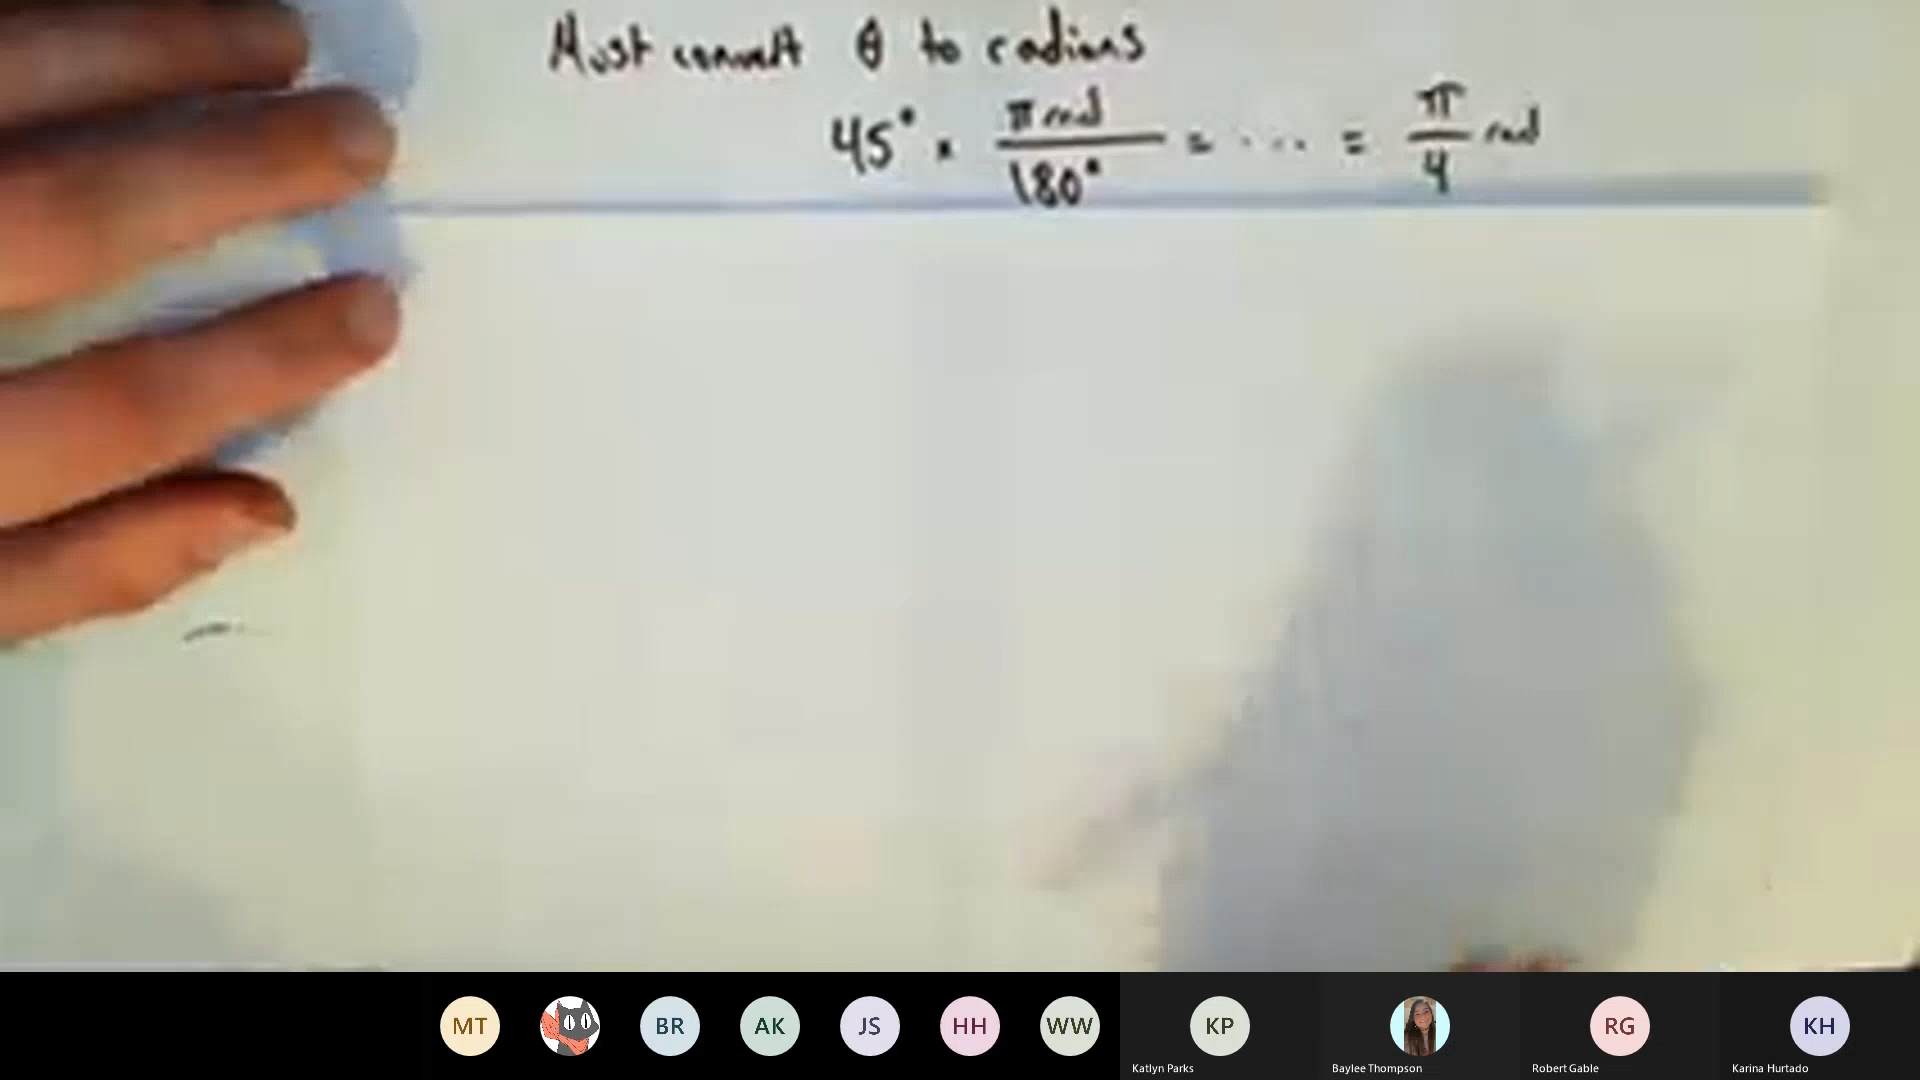 Must convert θ to radians
45° × π rad / 180° = ... = π/4 rad
MT BR AK JS HH WW KP RG KH
Katlyn Parks Baylee Thompson Robert Gable Karina Hurtado